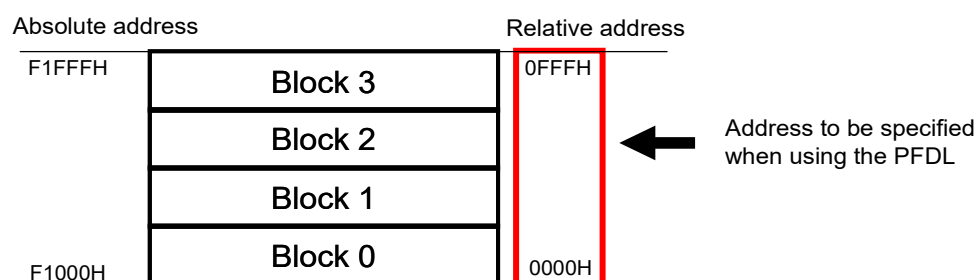 Absolute address
Relative address
F1FFFH
Block 3
0FFFH
Block 2
Address to be specified
when using the PFDL
Block 1
Block 0
F1000H
0000H